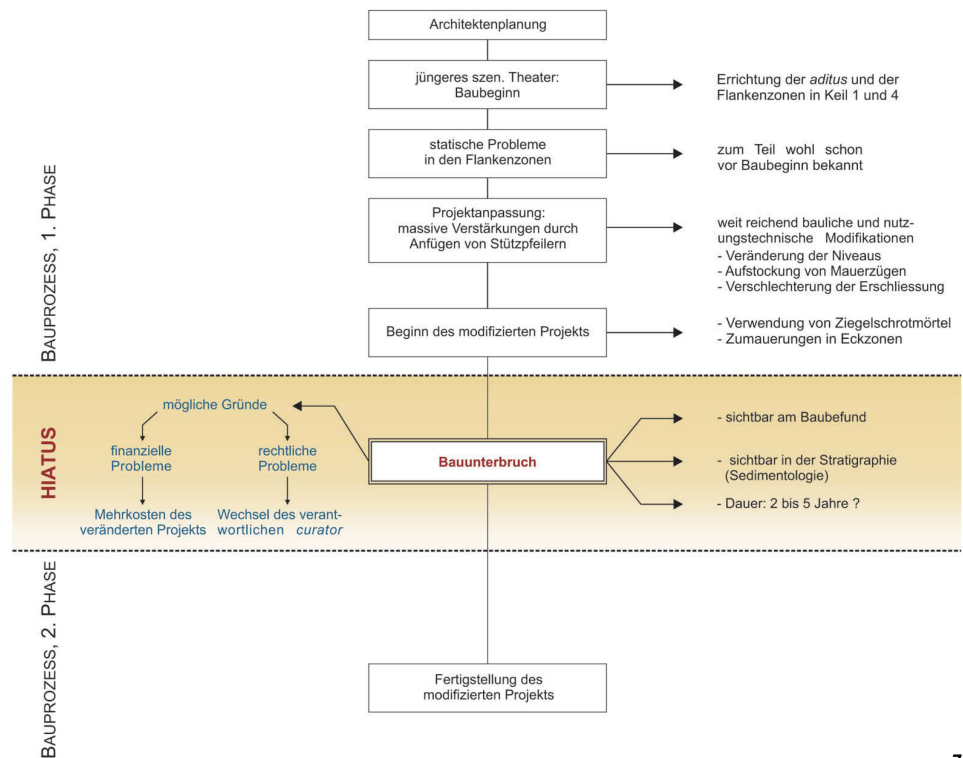 Architektenplanung
BAUPROZESS, 1. PHASE
jüngeres szen. Theater:
Baubeginn
Errichtung der aditus und der
Flankenzonen in Keil 1 und 4
statische Probleme
in den Flankenzonen
zum Teil wohl schon
vor Baubeginn bekannt
Projektanpassung:
massive Verstärkungen durch
Anfügen von Stützpfeilern
weit reichend bauliche und nutz-
ungstechnische Modifikationen
- Veränderung der Niveaus
- Aufstockung von Mauerzügen
- Verschlechterung der Erschliessung
Beginn des modifizierten Projekts
- Verwendung von Ziegelschrotmörtel
- Zumauerungen in Eckzonen
HIATUS
mögliche Gründe
finanzielle
Probleme
rechtliche
Probleme
Mehrkosten des
veränderten Projekts
Wechsel des verant-
wortlichen curator
Bauunterbruch
- sichtbar am Baubefund
- sichtbar in der Stratigraphie
(Sedimentologie)
- Dauer: 2 bis 5 Jahre ?
BAUPROZESS, 2. PHASE
Fertigstellung des
modifizierten Projekts